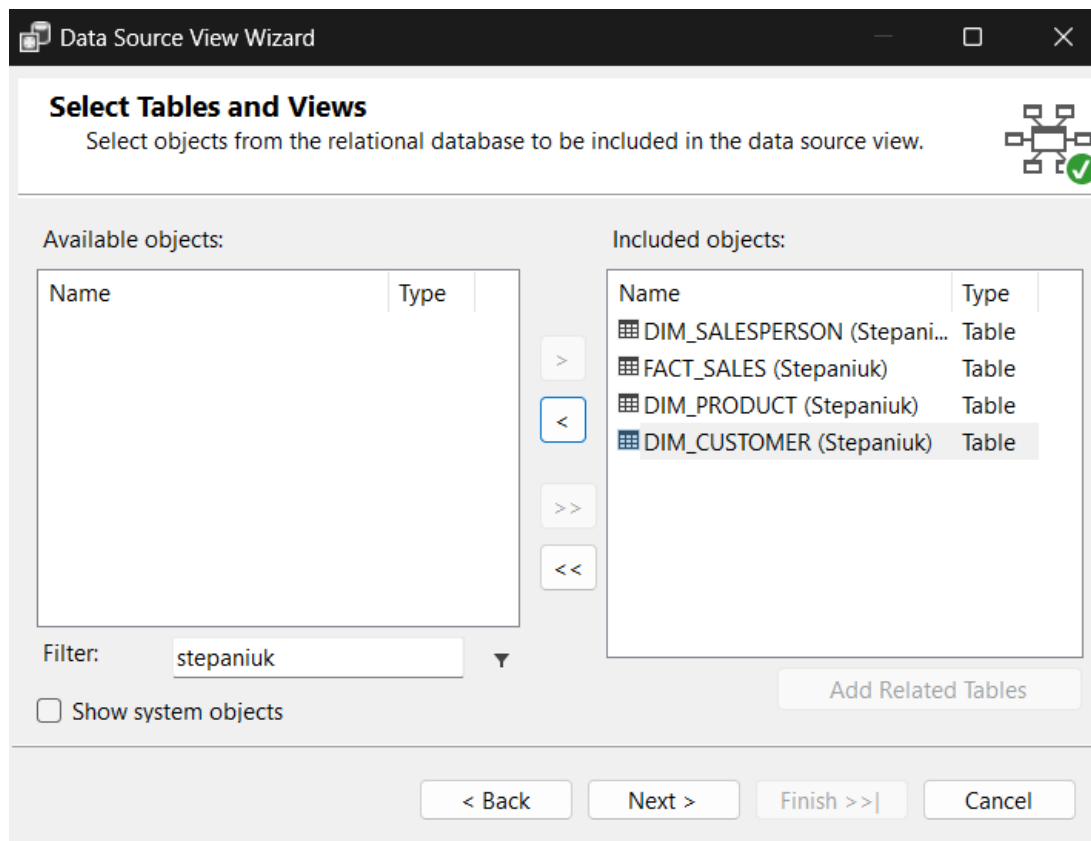 Data Source View Wizard
Select Tables and Views
Select objects from the relational database to be included in the data source view.
Available objects:
Included objects:
Name Type
Name Type
DIM_SALESPERSON (Stepani... Table
FACT_SALES (Stepaniuk) Table
DIM_PRODUCT (Stepaniuk) Table
DIM_CUSTOMER (Stepaniuk) Table
>
<
>>
<<
Filter: stepaniuk
Add Related Tables
Show system objects
< Back Next > Finish >>| Cancel